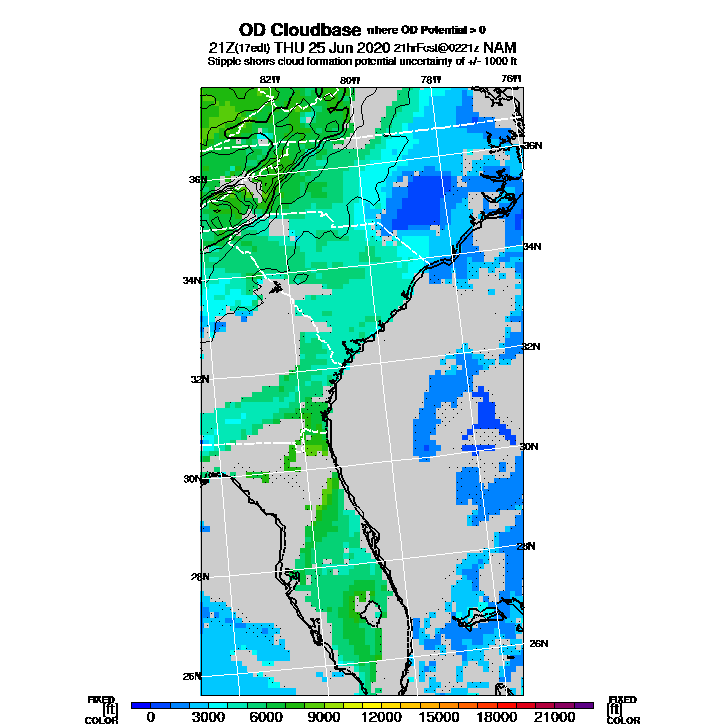 OD Cloudbase where OD Potential > 0
21Z(17edt) THU 25 Jun 2020 21hrFcst@0221z NAM
Stipple shows cloud formation potential uncertainty of +/- 1000 ft
82W 80W 78W 76W
36N
36N
34N
34N
32N
32N
30N
30N
28N
28N
26N
26N
FIXED FIXED
[ft] [ft]
COLOR 0 3000 6000 9000 12000 15000 18000 21000 COLOR